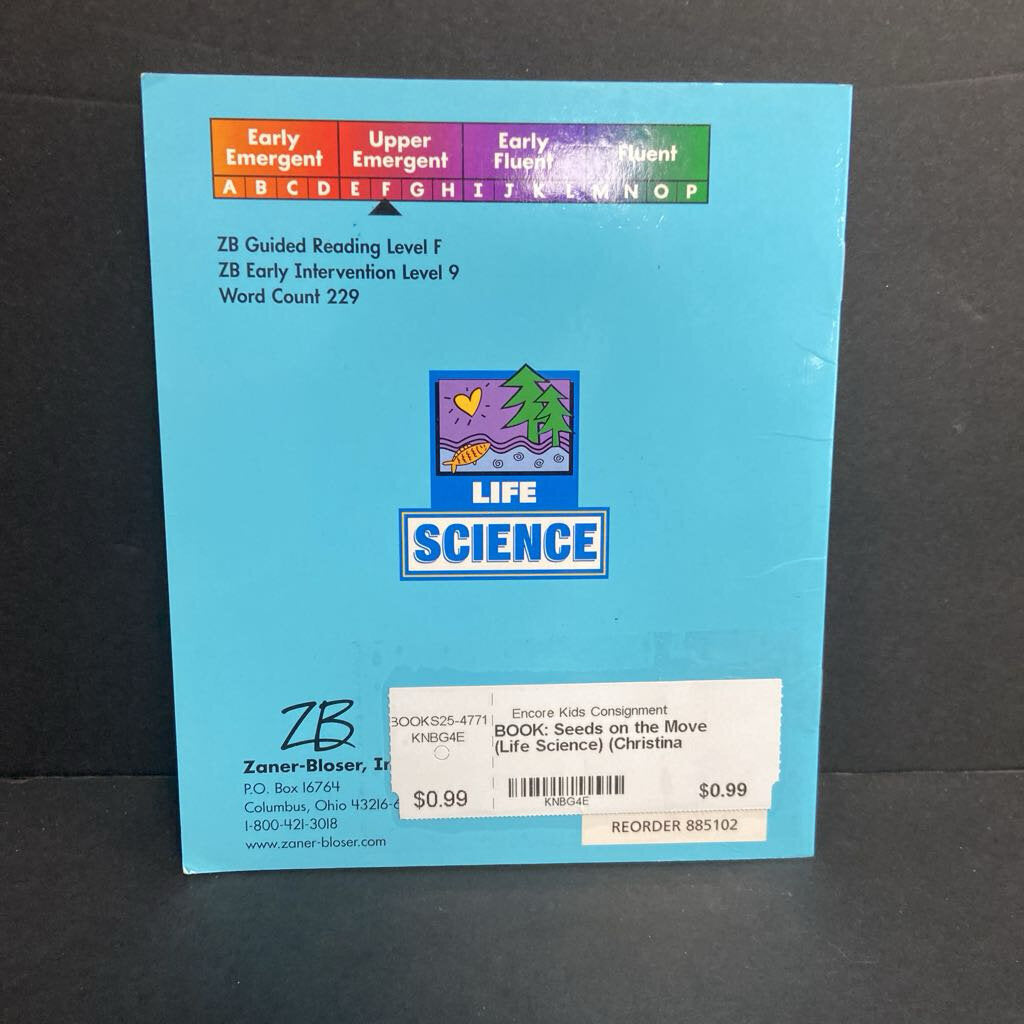 Early Emergent
Upper Emergent
Early Fluent
Fluent
A B C D E F G H I J K L M N O P
ZB Guided Reading Level F
ZB Early Intervention Level 9
Word Count 229
LIFE
SCIENCE
ZB
Zaner-Bloser,
P.O. Box 16764
Columbus, Ohio 43216-
1-800-421-3018
www.zaner-bloser.com
BOOKS25-4771
KNBG4E
$0.99
Encore Kids Consignment
BOOK: Seeds on the Move
(Life Science) (Christina
KNBG4E
$0.99
REORDER 885102